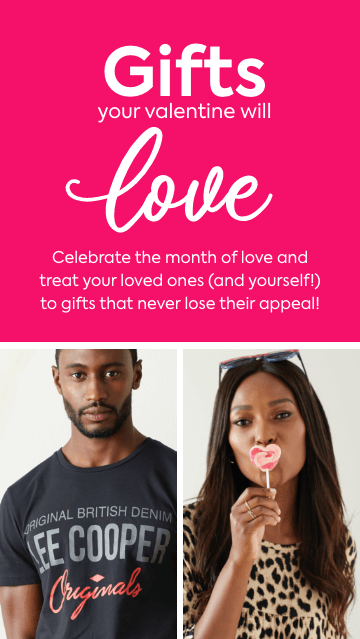 Gifts
your valentine will
love
Celebrate the month of love and
treat your loved ones (and yourself!)
to gifts that never lose their appeal!
ORIGINAL BRITISH DENIM
LEE COOPER
Originals